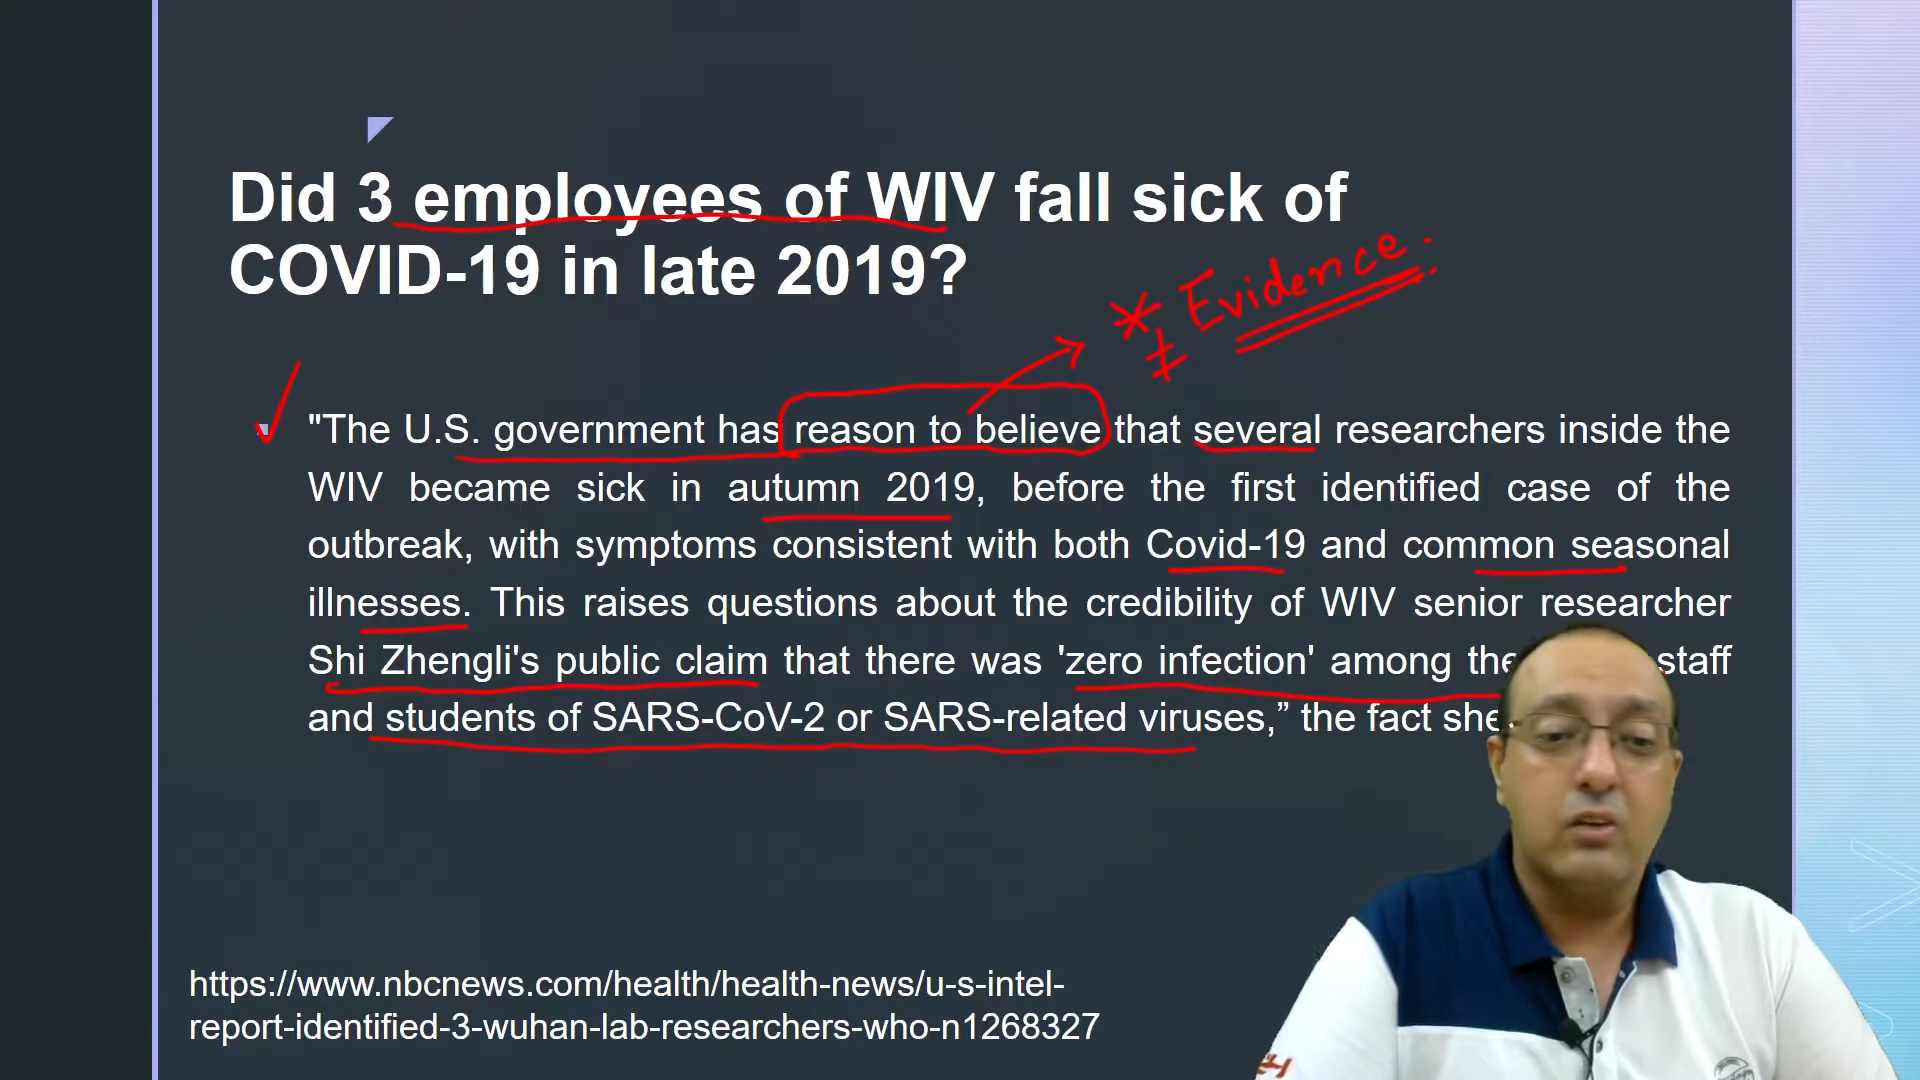 Did 3 employees of WIV fall sick of
COVID-19 in late 2019?
* Evidence.
"The U.S. government has reason to believe that several researchers inside the
WIV became sick in autumn 2019, before the first identified case of the
outbreak, with symptoms consistent with both Covid-19 and common seasonal
illnesses. This raises questions about the credibility of WIV senior researcher
Shi Zhengli's public claim that there was 'zero infection' among the staff
and students of SARS-CoV-2 or SARS-related viruses,” the fact
https://www.nbcnews.com/health/health-news/u-s-intel-
report-identified-3-wuhan-lab-researchers-who-n1268327